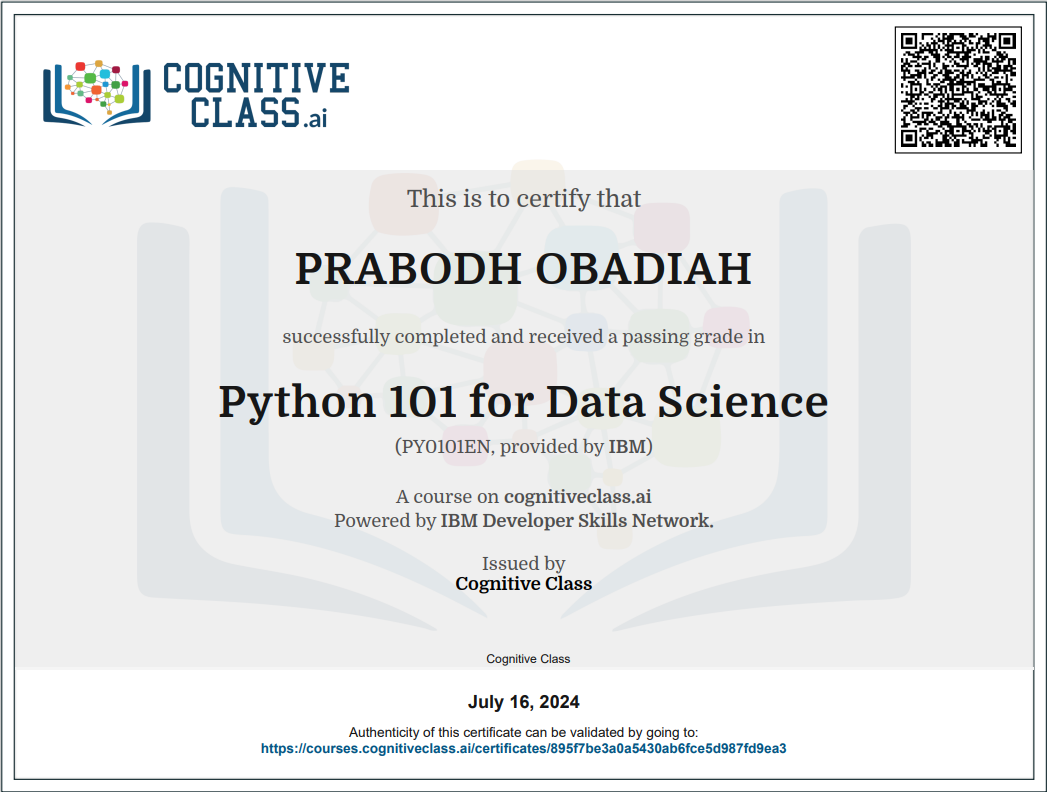 COGNITIVE
CLASS.ai
This is to certify that
PRABODH OBADIAH
successfully completed and received a passing grade in
Python 101 for Data Science
(PY0101EN, provided by IBM)
A course on cognitiveclass.ai
Powered by IBM Developer Skills Network.
Issued by
Cognitive Class
Cognitive Class
July 16, 2024
Authenticity of this certificate can be validated by going to:
https://courses.cognitiveclass.ai/certificates/895f7be3a0a5430ab6fce5d987fd9ea3